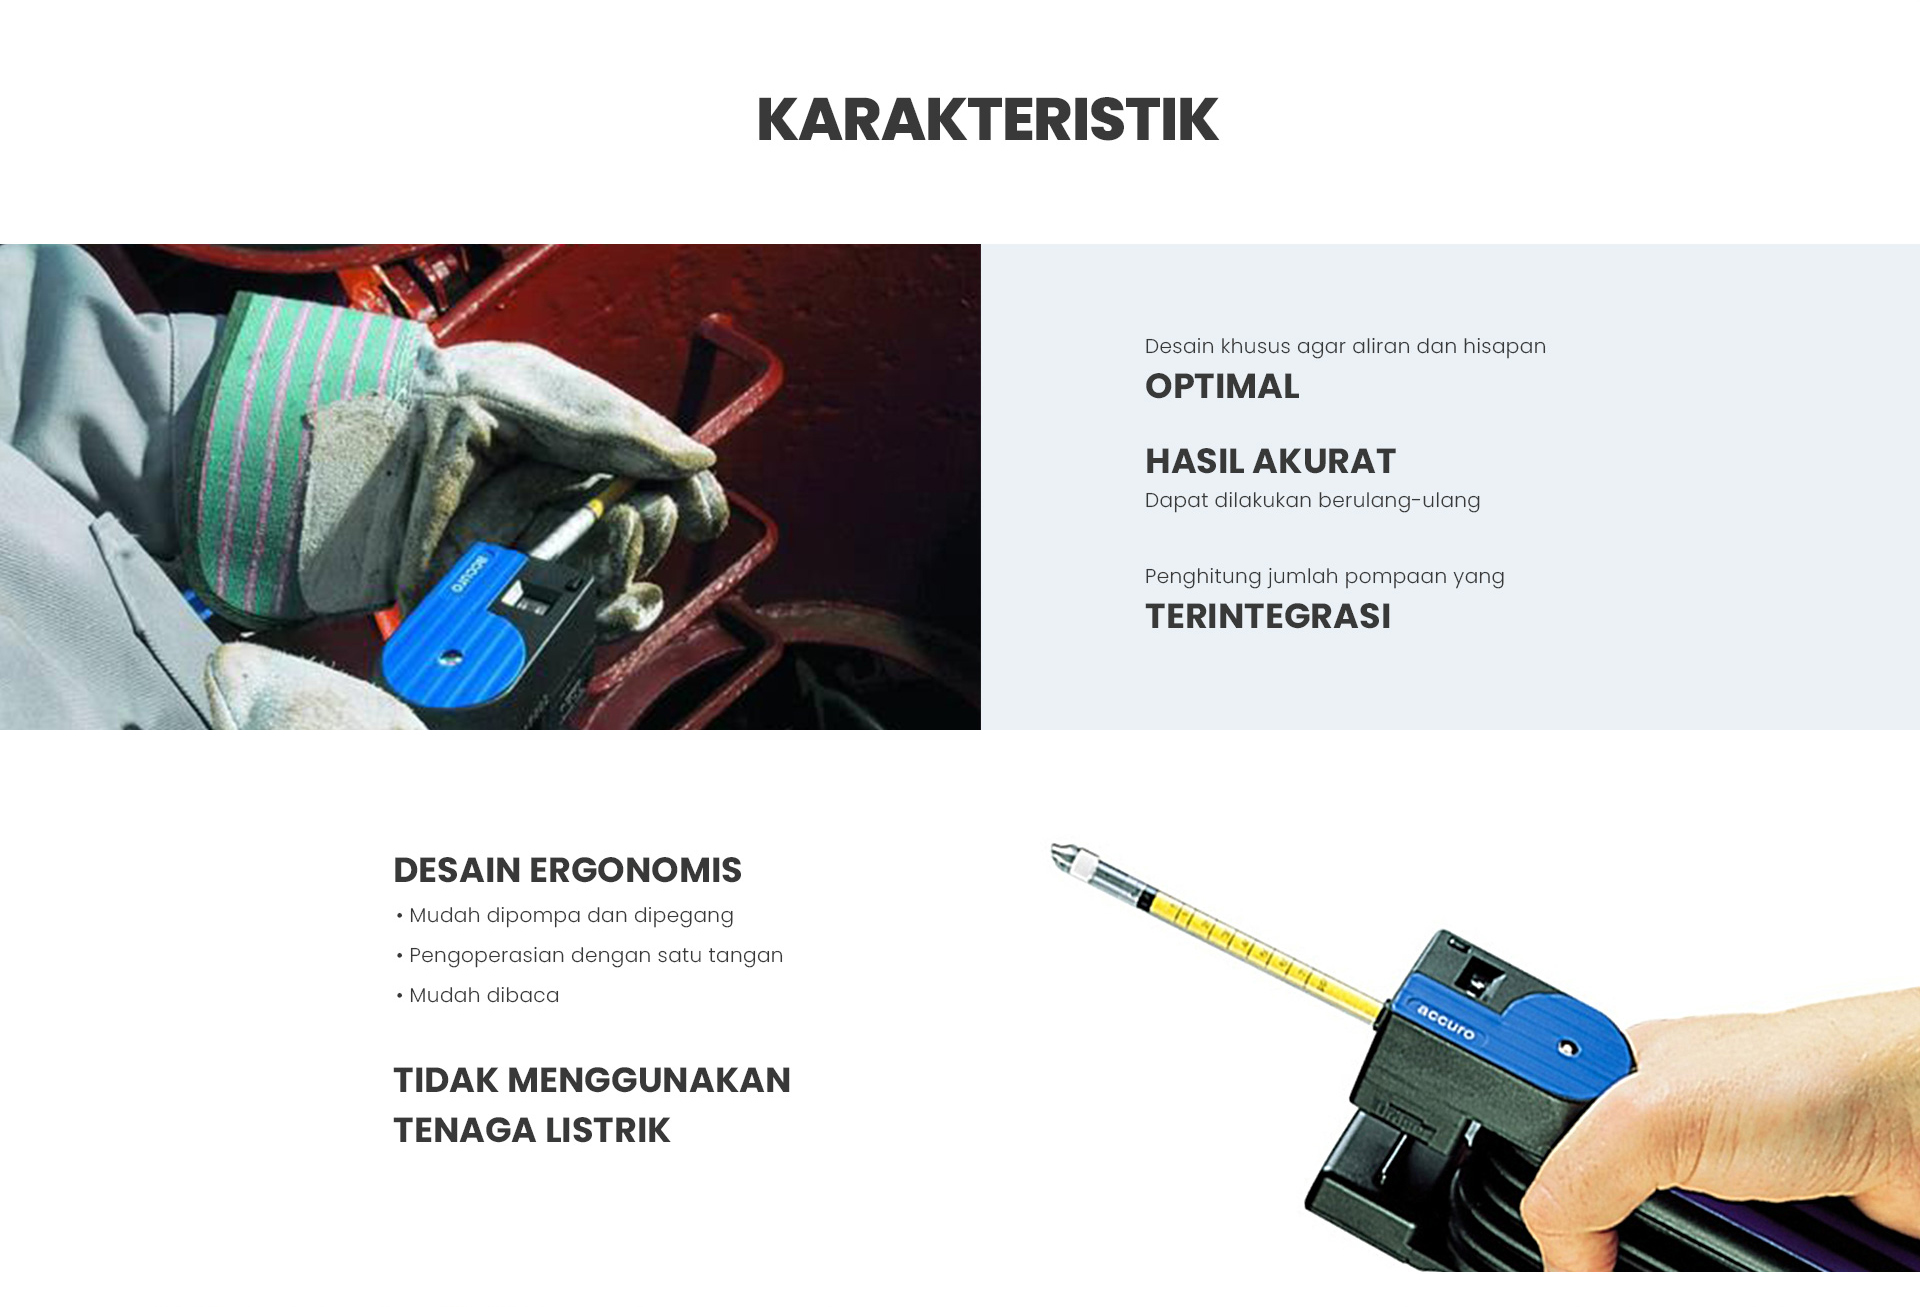 KARAKTERISTIK
Desain khusus agar aliran dan hisapan
OPTIMAL
HASIL AKURAT
Dapat dilakukan berulang-ulang
Penghitung jumlah pompaan yang
TERINTEGRASI
accuro
DESAIN ERGONOMIS
• Mudah dipompa dan dipegang
• Pengoperasian dengan satu tangan
• Mudah dibaca
TIDAK MENGGUNAKAN
TENAGA LISTRIK
accuro